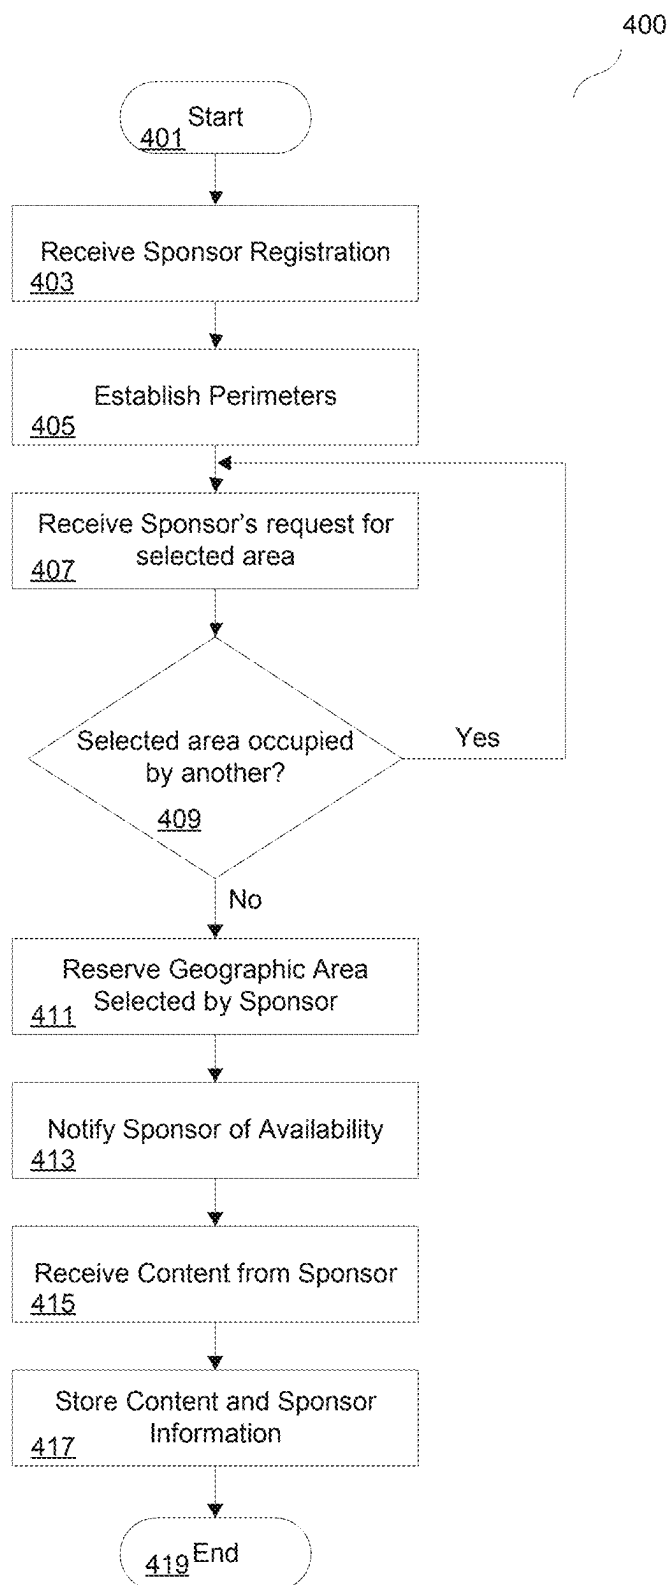 400
Start
401
Receive Sponsor Registration
403
Establish Perimeters
405
Receive Sponsor's request for
selected area
407
Selected area occupied
by another?
409
Yes
No
Reserve Geographic Area
Selected by Sponsor
411
Notify Sponsor of Availability
413
Receive Content from Sponsor
415
Store Content and Sponsor
Information
417
419 End